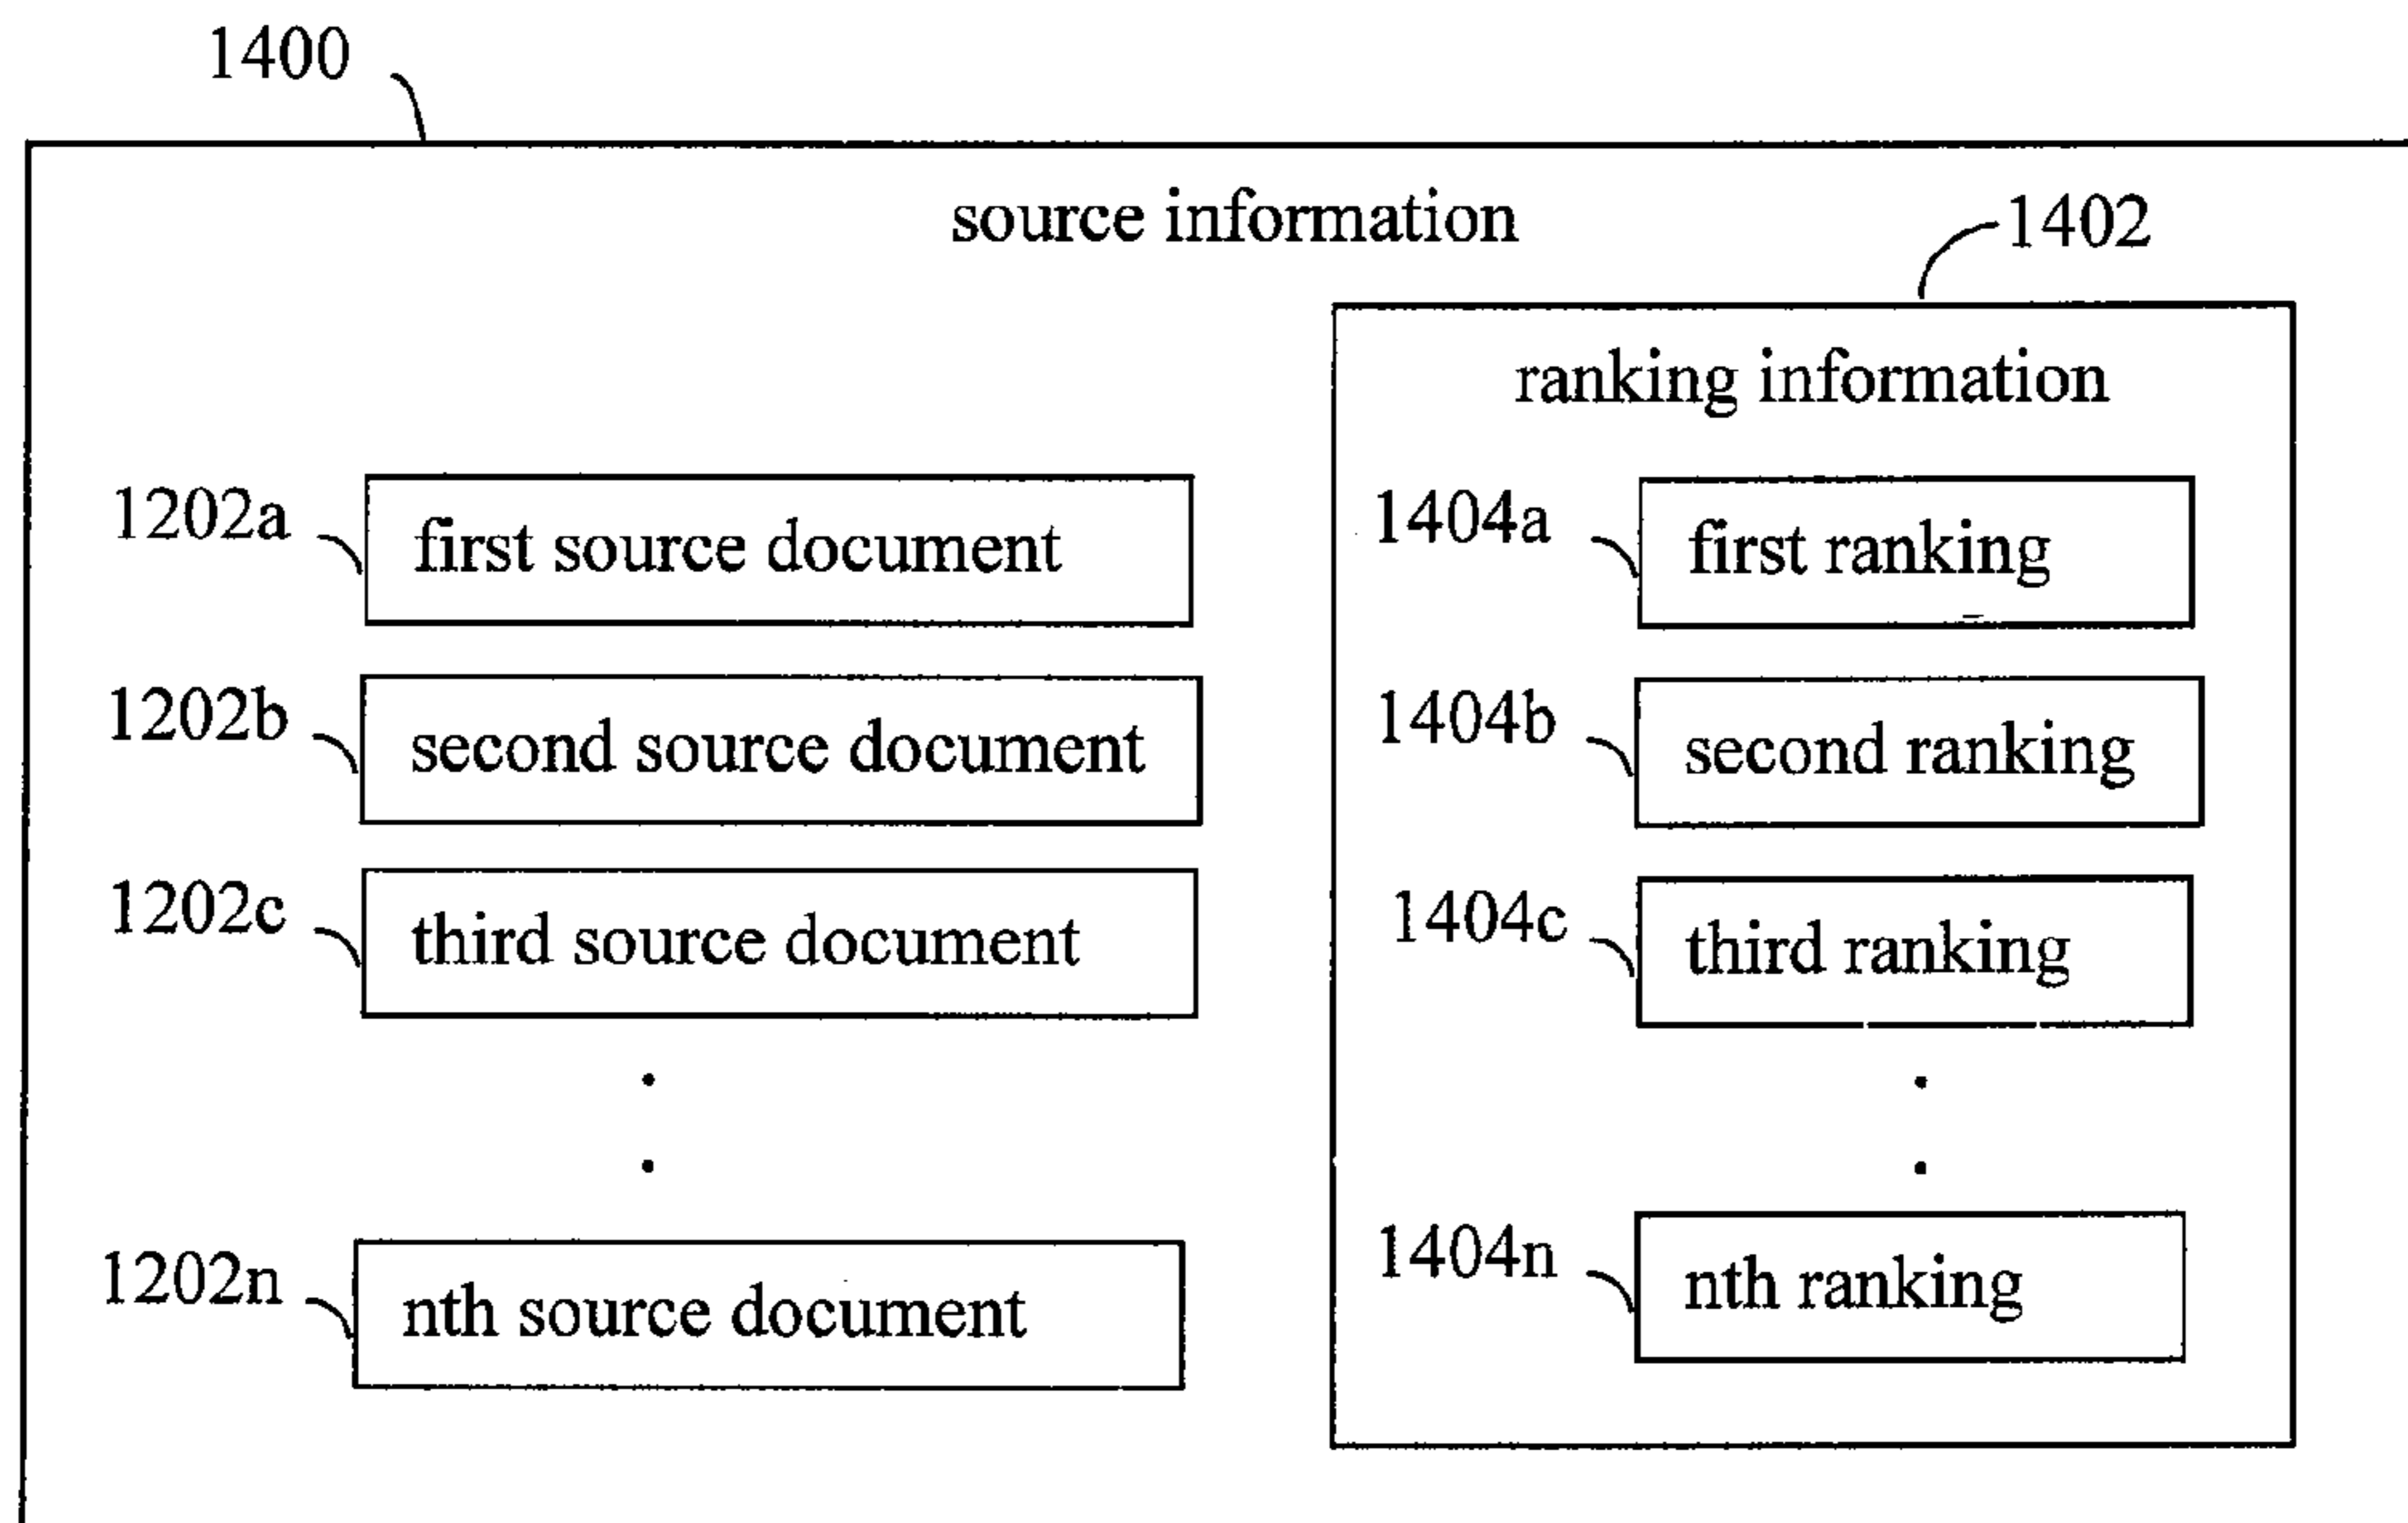 1400
source information
1402
ranking information
1202a first source document
1404a first ranking
1202b second source document
1404b second ranking
1202c third source document
1404c third ranking
1202n nth source document
1404n nth ranking